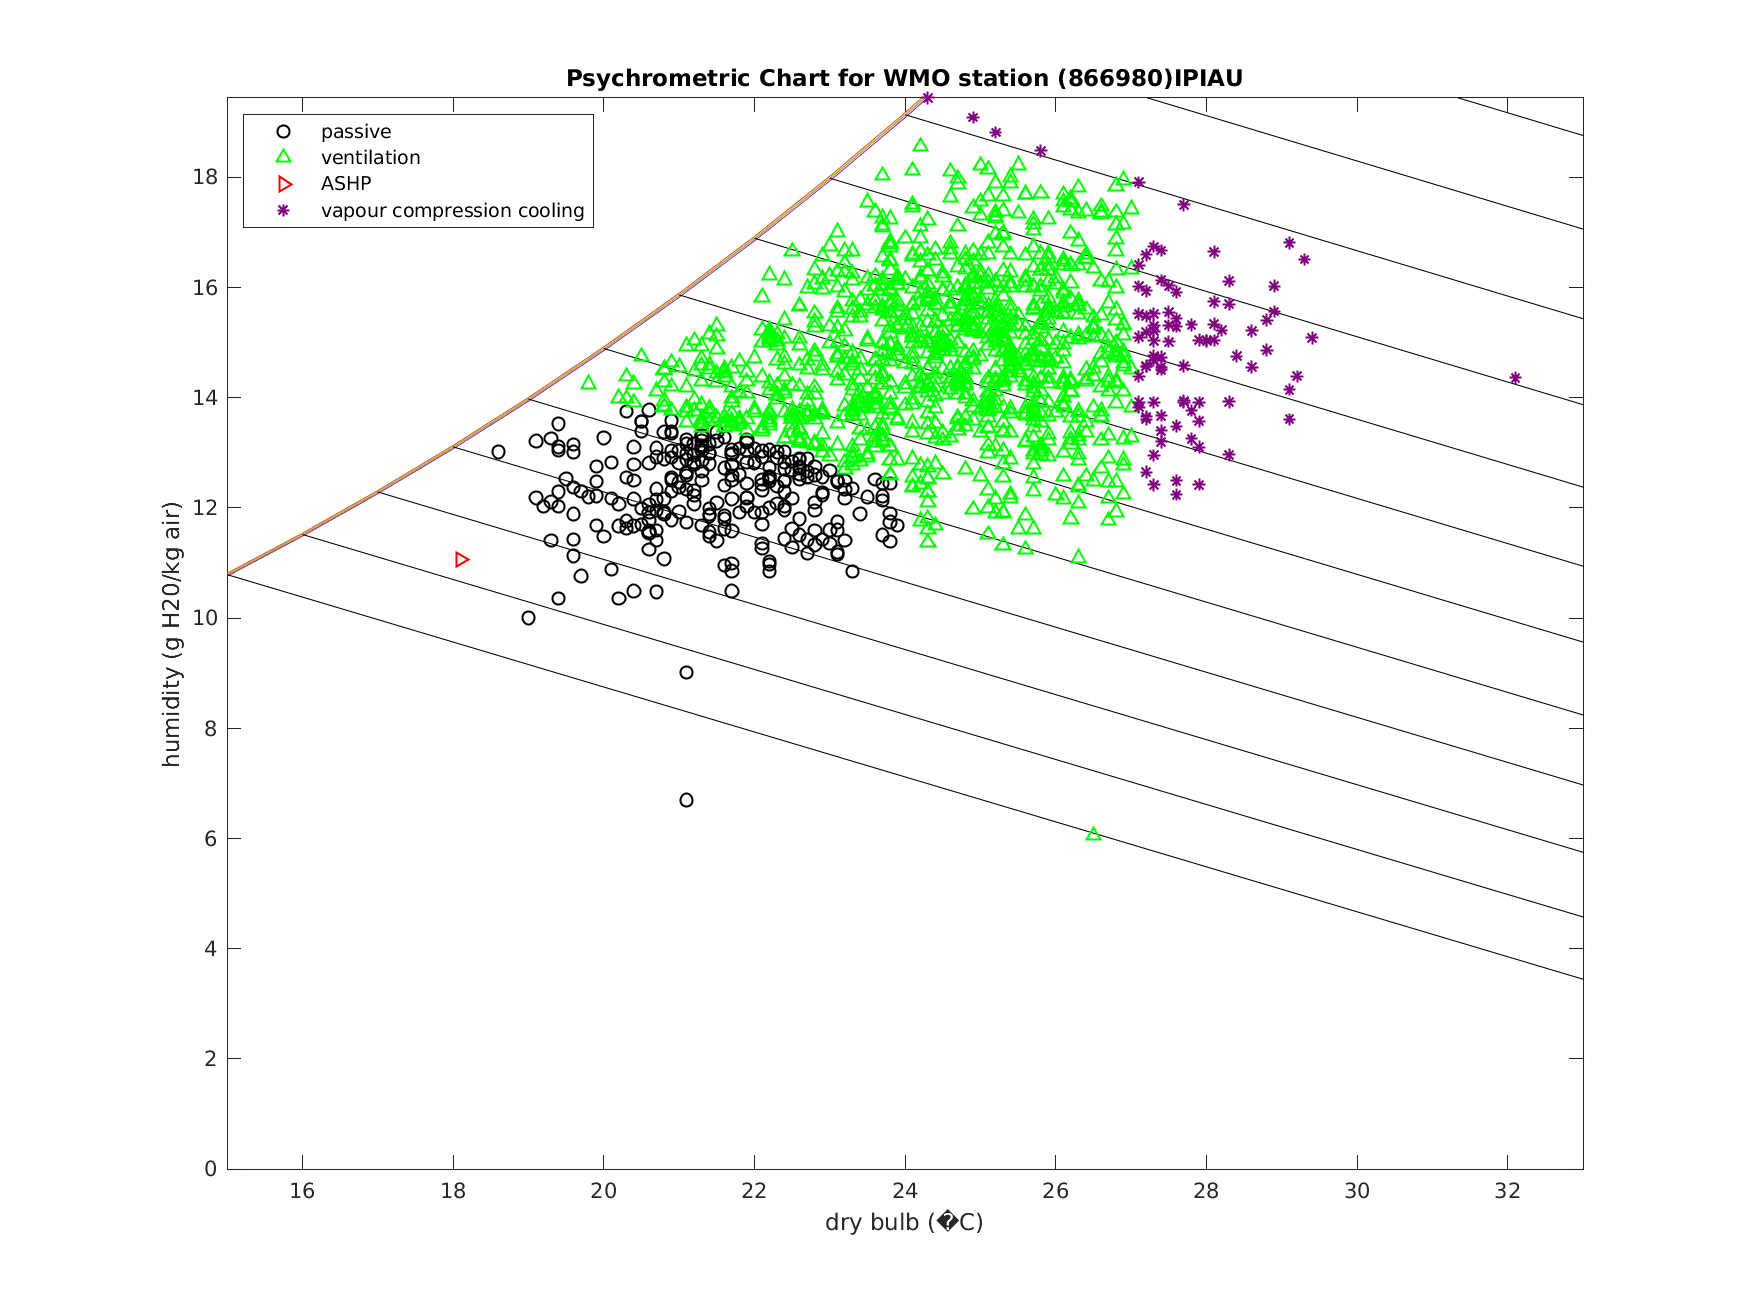 Psychrometric Chart for WMO station (866980)IPIAU
passive
ventilation
ASHP
vapour compression cooling
humidity (g H20/kg air)
18
16
14
12
10
8
6
4
2
0
16 18 20 22 24 26 28 30 32
dry bulb (�C)